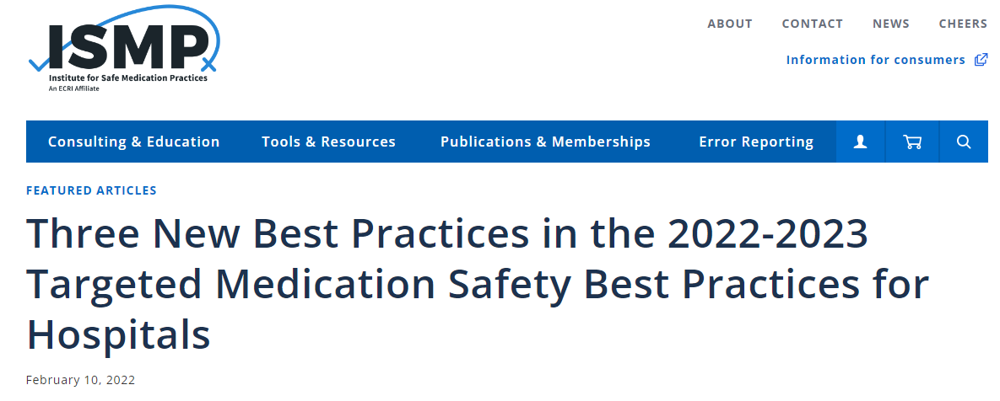 ISMP
Institute for Safe Medication Practices
An ECRI Affiliate
ABOUT CONTACT NEWS CHEERS
Information for consumers
Consulting & Education Tools & Resources Publications & Memberships Error Reporting
FEATURED ARTICLES
Three New Best Practices in the 2022-2023
Targeted Medication Safety Best Practices for
Hospitals
February 10, 2022